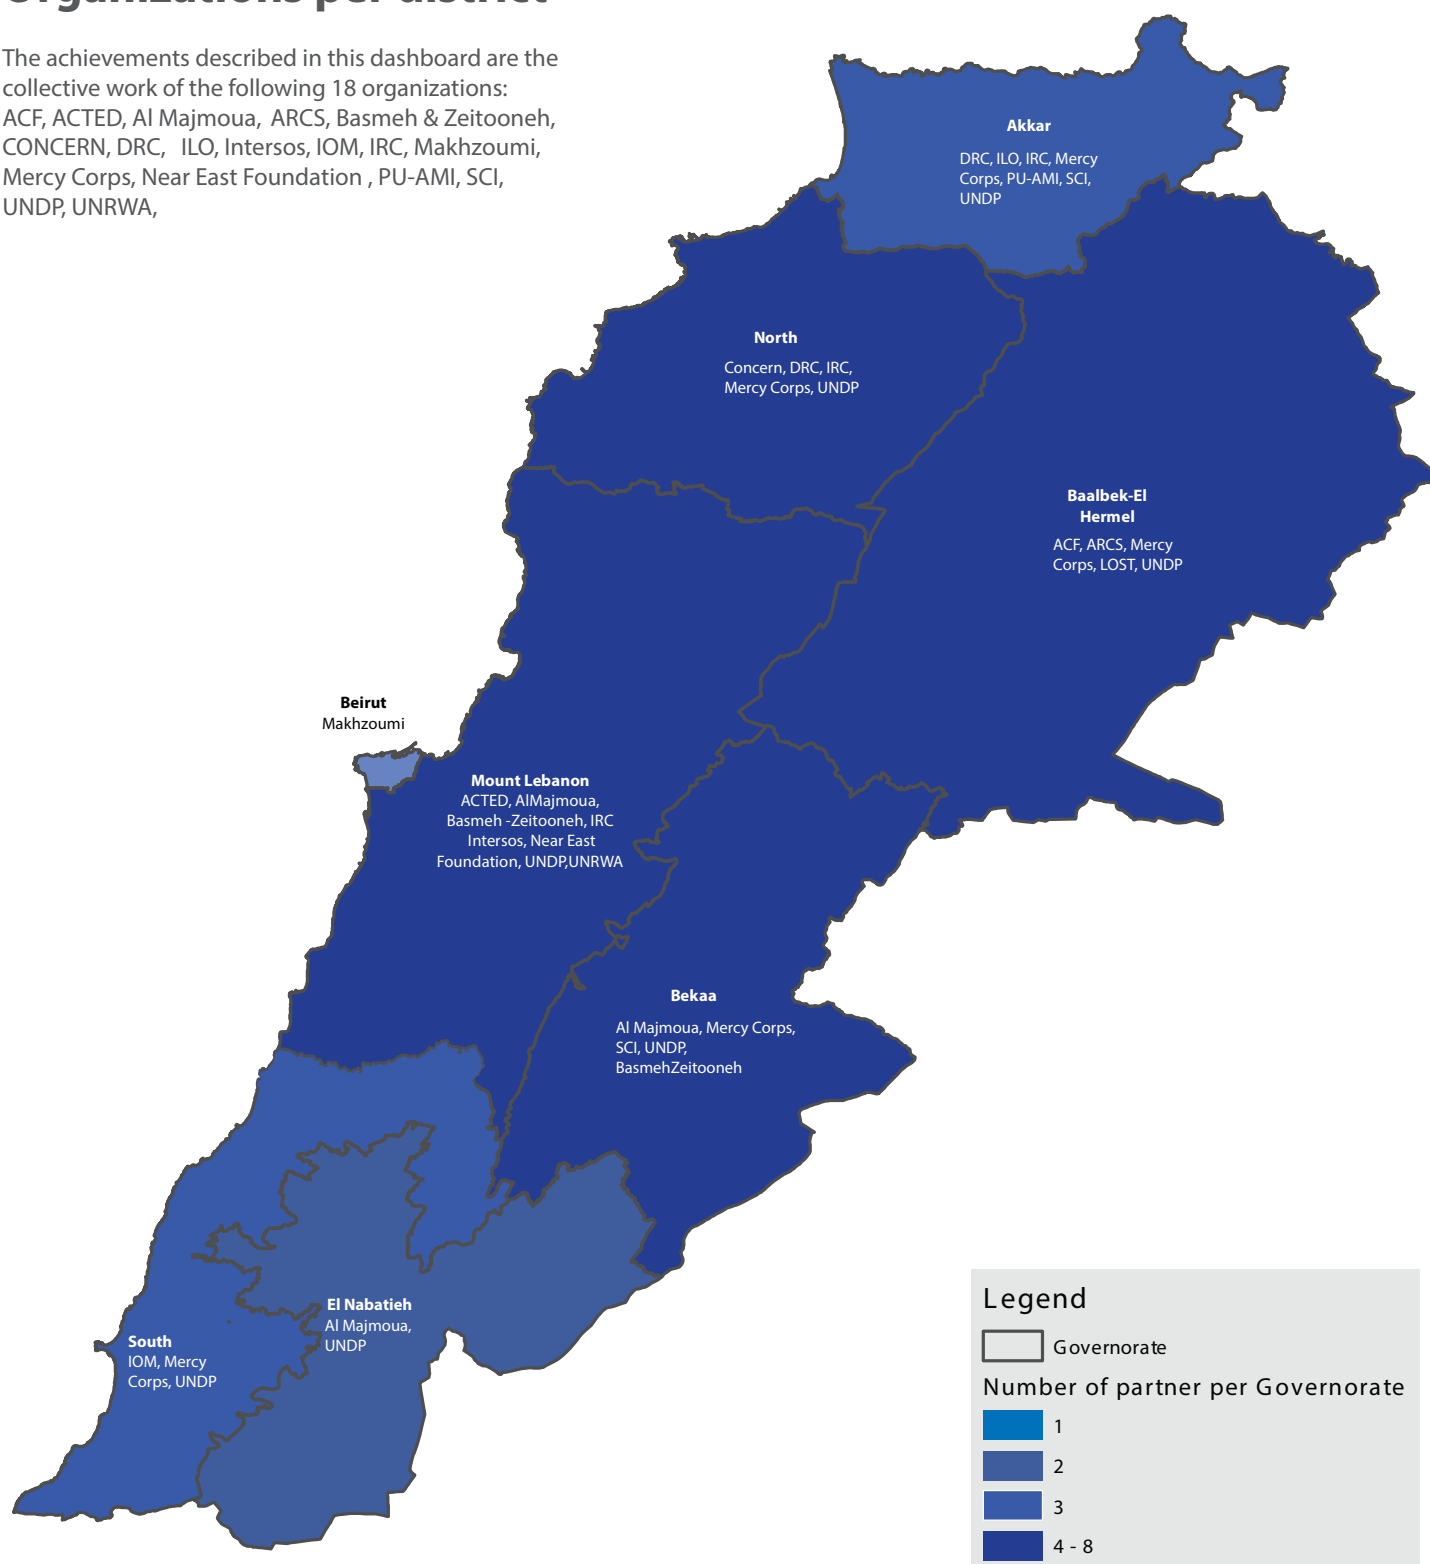 Organizations per district
The achievements described in this dashboard are the
collective work of the following 18 organizations:
ACF, ACTED, Al Majmoua, ARCS, Basmeh & Zeitooneh,
CONCERN, DRC, ILO, Intersos, IOM, IRC, Makhzoumi,
Mercy Corps, Near East Foundation , PU-AMI, SCI,
UNDP, UNRWA,
Akkar
DRC, ILO, IRC, Mercy
Corps, PU-AMI, SCI,
UNDP
North
Concern, DRC, IRC,
Mercy Corps, UNDP
Baalbek-El
Hermel
ACF, ARCS, Mercy
Corps, LOST, UNDP
Beirut
Makhzoumi
Mount Lebanon
ACTED, AlMajmoua,
Basmeh -Zeitooneh, IRC
Intersos, Near East
Foundation, UNDP,UNRWA
Bekaa
Al Majmoua, Mercy Corps,
SCI, UNDP,
BasmehZeitooneh
El Nabatieh
Al Majmoua,
UNDP
South
IOM, Mercy
Corps, UNDP
Legend
Governorate
Number of partner per Governorate
1
2
3
4 - 8